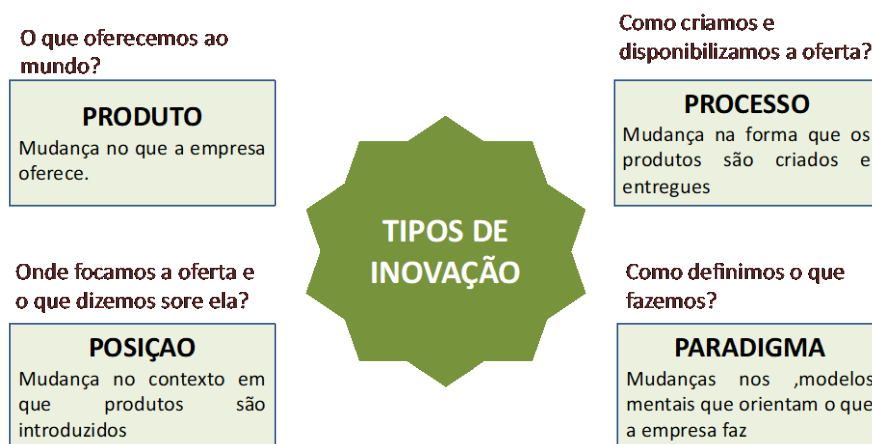 O que oferecemos ao
mundo?
PRODUTO
Mudança no que a empresa
oferece.
Como criamos e
disponibilizamos a oferta?
PROCESSO
Mudança na forma que os
produtos são criados e
entregues
TIPOS DE
INOVAÇÃO
Onde focamos a oferta e
o que dizemos sore ela?
POSIÇAO
Mudança no contexto em
que produtos são
introduzidos
Como definimos o que
fazemos?
PARADIGMA
Mudanças nos ,modelos
mentais que orientam o que
a empresa faz